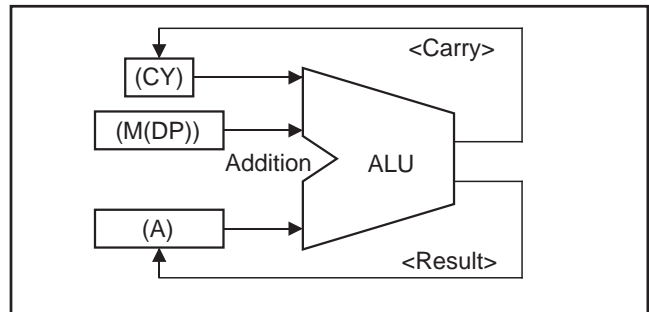 <Carry>
(CY)
(M(DP))
Addition
ALU
(A)
<Result>